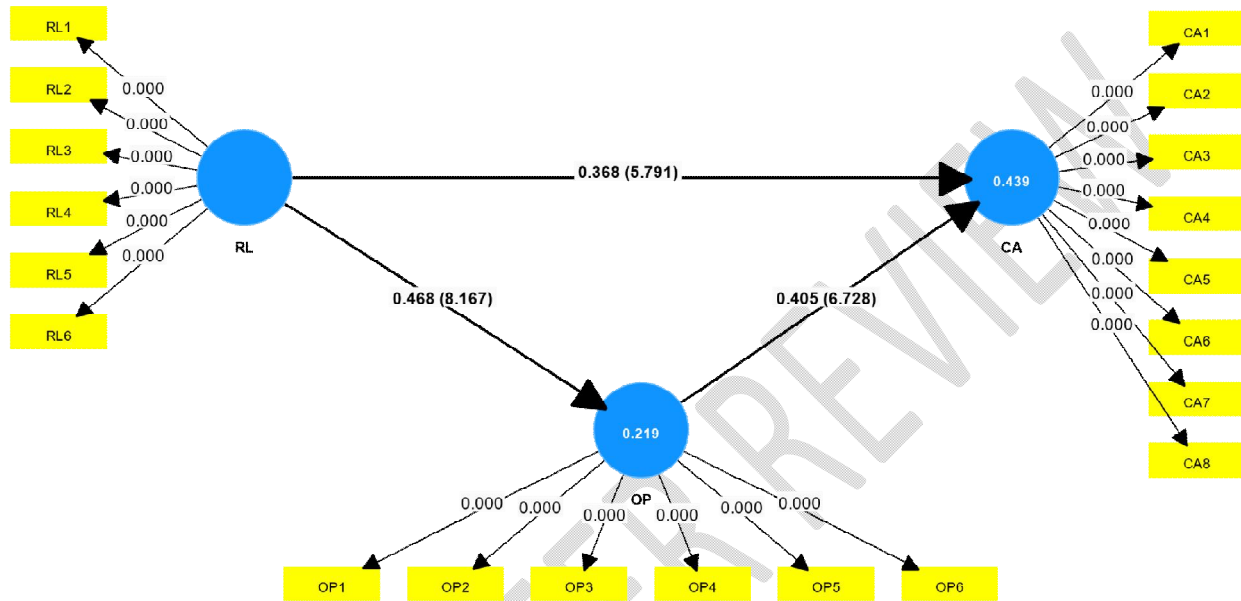 RL1
RL2
RL3
RL4
RL5
RL6
0.000
0.000
0.000
0.000
0.000
0.000
RL
0.368 (5.791)
0.468 (8.167)
0.405 (6.728)
0.439
CA
0.219
OP
0.000
0.000
0.000
0.000
0.000
0.000
0.000
0.000
CA1
CA2
CA3
CA4
CA5
CA6
CA7
CA8
0.000
0.000
0.000
0.000
0.000
0.000
OP1
OP2
OP3
OP4
OP5
OP6
ER REVIEW